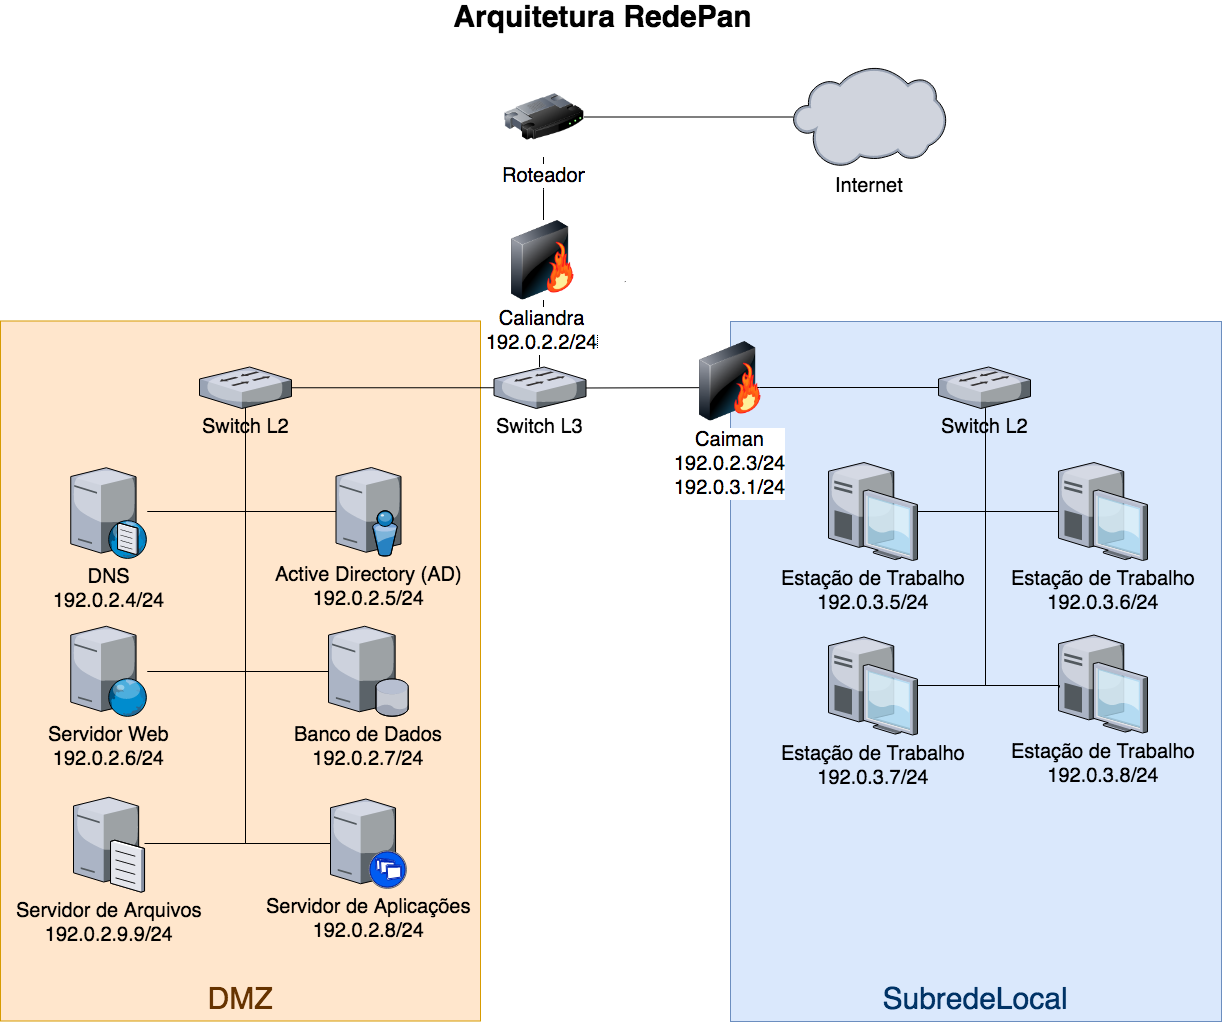 Arquitetura RedePan
Roteador
Internet
Caliandra
192.0.2.2/24
Switch L2
Switch L3
Caiman
192.0.2.3/24
192.0.3.1/24
Switch L2
DNS
192.0.2.4/24
Active Directory (AD)
192.0.2.5/24
Servidor Web
192.0.2.6/24
Banco de Dados
192.0.2.7/24
Servidor de Arquivos
192.0.2.9.9/24
Servidor de Aplicações
192.0.2.8/24
DMZ
Estação de Trabalho
192.0.3.5/24
Estação de Trabalho
192.0.3.6/24
Estação de Trabalho
192.0.3.7/24
Estação de Trabalho
192.0.3.8/24
SubredeLocal